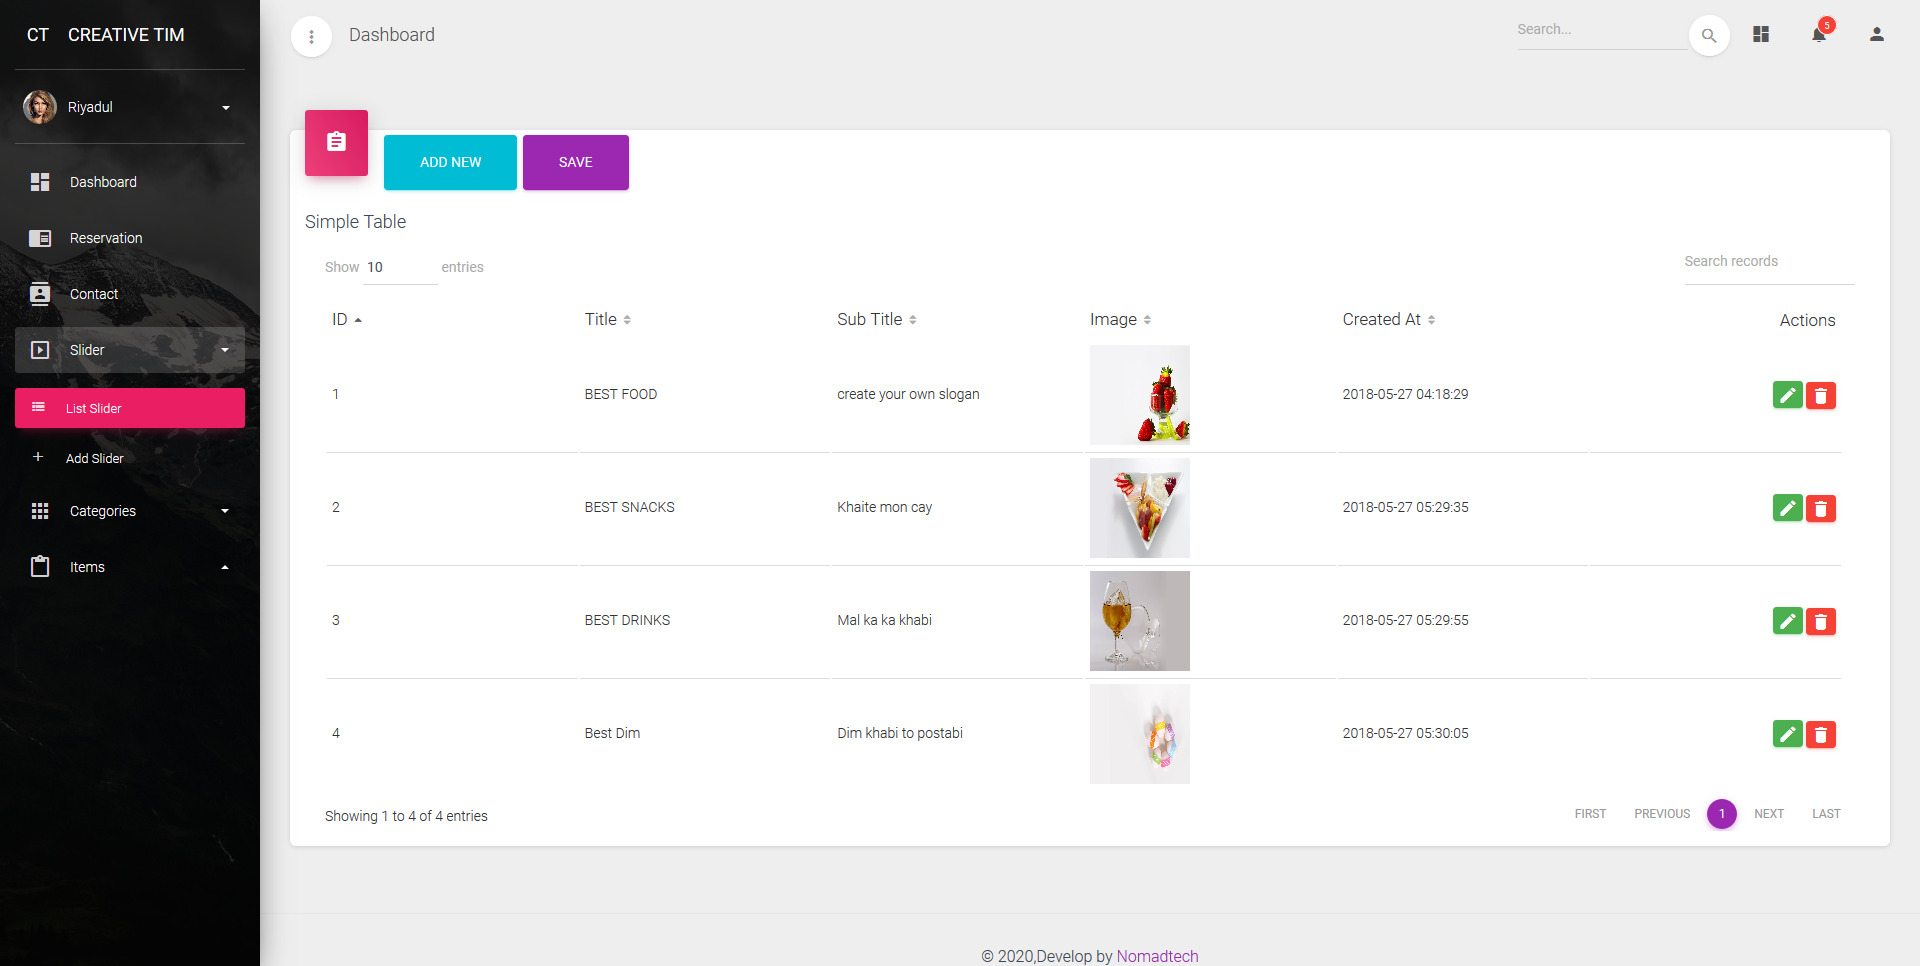 CT CREATIVE TIM
Riyadul
Dashboard
Reservation
Contact
Slider
List Slider
Add Slider
Categories
Items
Dashboard
Search...
5
ADD NEW
SAVE
Simple Table
Show 10 entries
Search records
ID Title Sub Title Image Created At Actions
1 BEST FOOD create your own slogan 2018-05-27 04:18:29
2 BEST SNACKS Khaite mon cay 2018-05-27 05:29:35
3 BEST DRINKS Mal ka ka khabi 2018-05-27 05:29:55
4 Best Dim Dim khabi to postabi 2018-05-27 05:30:05
Showing 1 to 4 of 4 entries
FIRST PREVIOUS 1 NEXT LAST
© 2020,Develop by Nomadtech